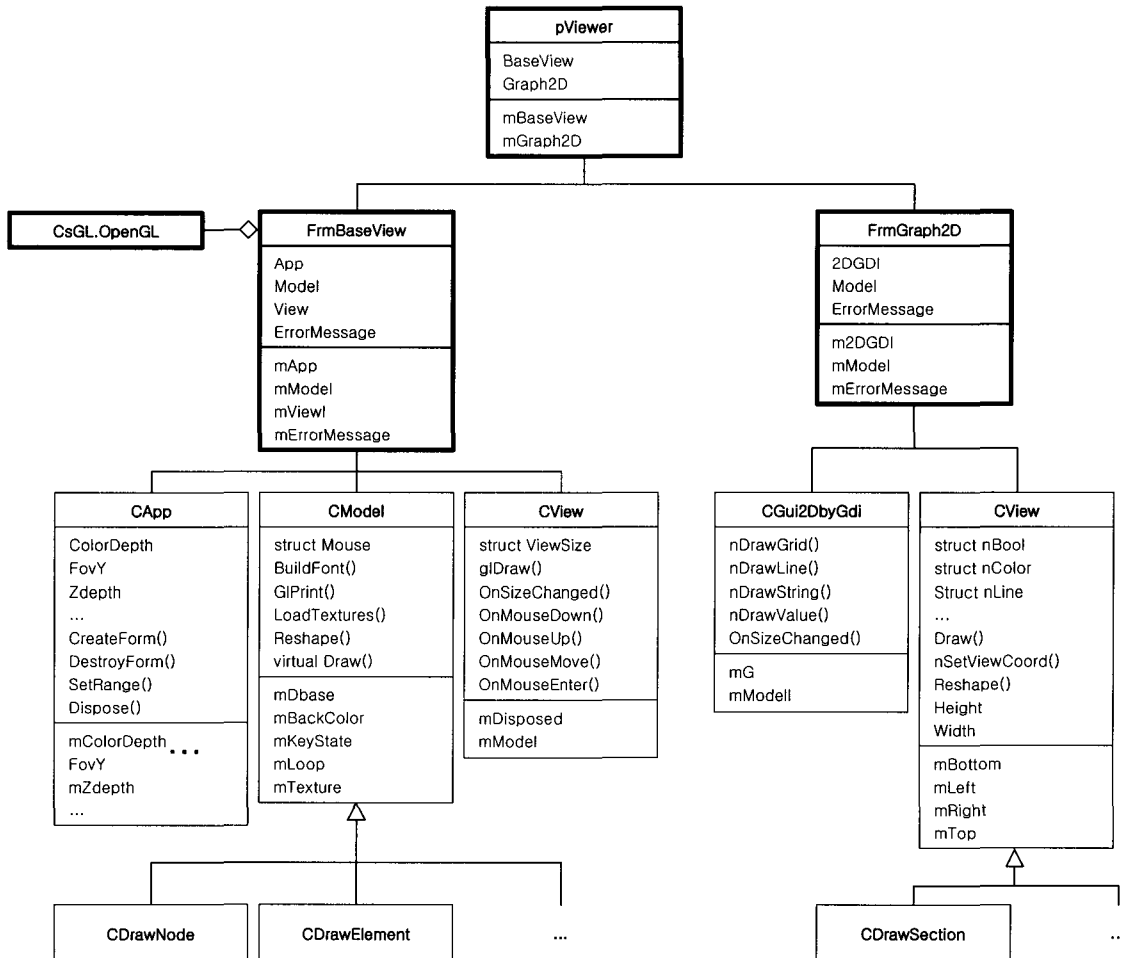 pViewer
BaseView
Graph2D
mBaseView
mGraph2D
CsGL.OpenGL
FrmBaseView
App
Model
View
ErrorMessage
mApp
mModel
mViewl
mErrorMessage
FrmGraph2D
2DGDI
Model
ErrorMessage
m2DGDI
mModel
mErrorMessage
CApp
ColorDepth
FovY
Zdepth
...
CreateForm()
DestroyForm()
SetRange()
Dispose()
mColorDepth...
FovY
mZdepth
...
CModel
struct Mouse
BuildFont()
GlPrint()
LoadTextures()
Reshape()
virtual Draw()
mDbase
mBackColor
mKeyState
mLoop
mTexture
CView
struct ViewSize
glDraw()
OnSizeChanged()
OnMouseDown()
OnMouseUp()
OnMouseMove()
OnMouseEnter()
mDisposed
mModel
CGui2DbyGdi
nDrawGrid()
nDrawLine()
nDrawString()
nDrawValue()
OnSizeChanged()
mG
mModell
CView
struct nBool
struct nColor
Struct nLine
...
Draw()
nSetViewCoord()
Reshape()
Height
Width
mBottom
mLeft
mRight
mTop
CDrawNode
CDrawElement
...
CDrawSection
..